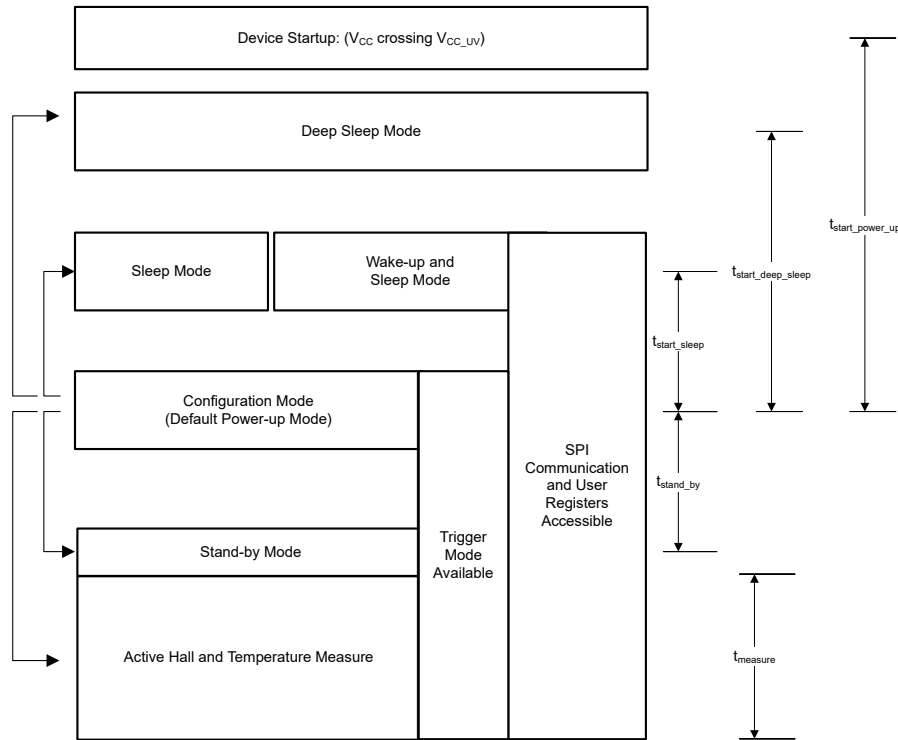 Device Startup: (VCC crossing VCC_UV)
Deep Sleep Mode
tstart_power_up
tstart_deep_sleep
Sleep Mode
Wake-up and
Sleep Mode
tstart_sleep
Configuration Mode
(Default Power-up Mode)
SPI
Communication
and User
Registers
Accessible
tstand_by
Stand-by Mode
Trigger
Mode
Available
Active Hall and Temperature Measure
tmeasure